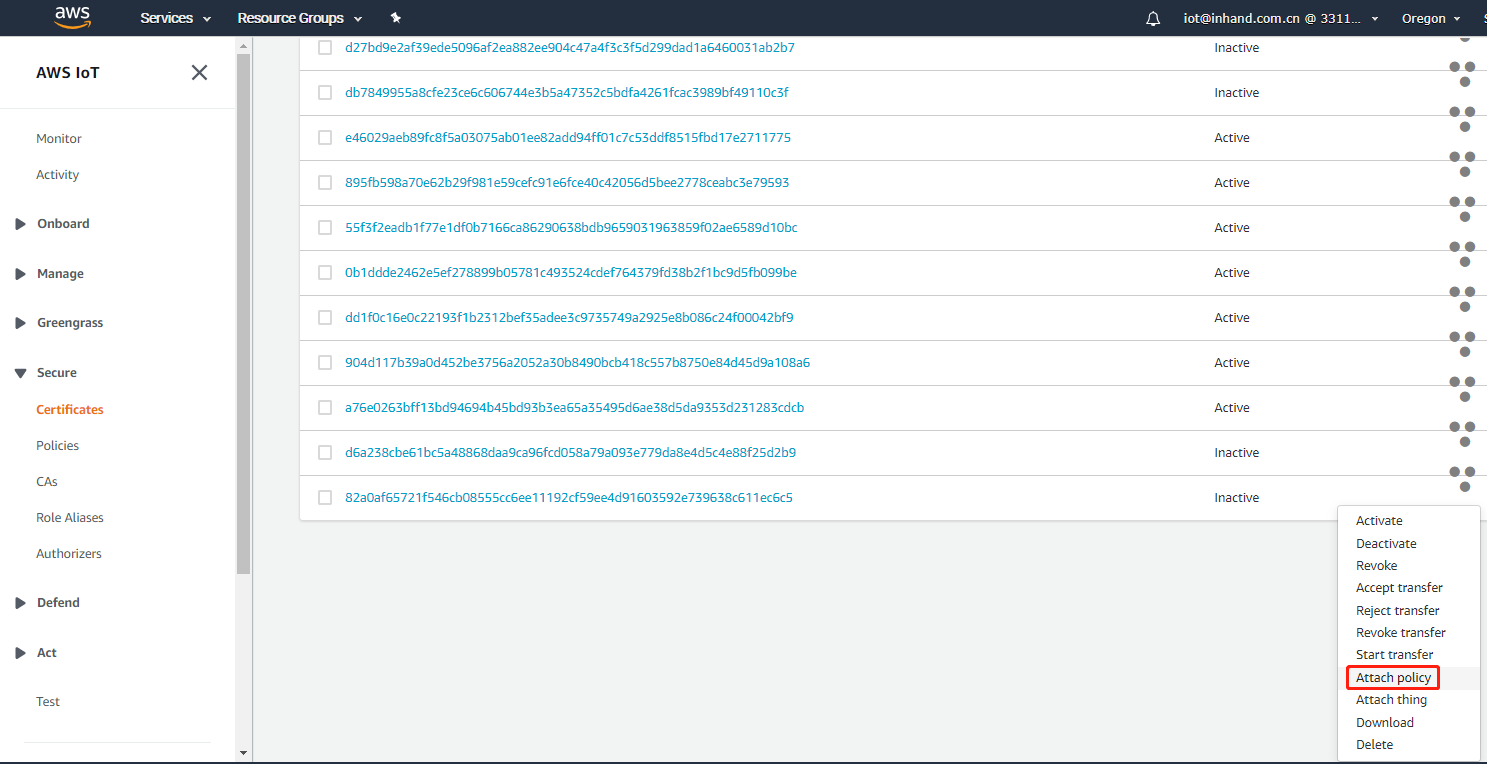 aws Services Resource Groups iot@inhand.com.cn @ 3311... Oregon
AWS IoT
Monitor
Activity
Onboard
Manage
Greengrass
Secure
Certificates
Policies
CAs
Role Aliases
Authorizers
Defend
Act
Test
d27bd9e2af39ede5096af2ea882ee904c47a4f3c3f5d299dad1a6460031ab2b7 Inactive
db7849955a8cfe23ce6c606744e3b5a47352c5bdfa4261fcac3989bf49110c3f Inactive
e46029aeb89fc8f5a03075ab01ee82add94ff01c7c53ddf8515fbd17e2711775 Active
895fb598a70e62b29f981e59cefc91e6fce40c42056d5bee2778ceabc3e79593 Active
55f3f2eadb1f77e1df0b7166ca86290638bdb9659031963859f02ae6589d10bc Active
0b1ddde2462e5ef278899b05781c493524cdef764379fd38b2f1bc9d5fb099be Active
dd1f0c16e0c22193f1b2312bef35adee3c9735749a2925e8b086c24f00042bf9 Active
904d117b39a0d452be3756a2052a30b8490bcb418c557b8750e84d45d9a108a6 Active
a76e0263bff13bd94694b45bd93b3ea65a35495d6ae38d5da9353d231283cdcb Active
d6a238cbe61bc5a48868daa9ca96fcd058a79a093e779da8e4d5c4e88f25d2b9 Inactive
82a0af65721f546cb08555cc6ee11192cf59ee4d91603592e739638c611ec6c5 Inactive
Activate
Deactivate
Revoke
Accept transfer
Reject transfer
Revoke transfer
Start transfer
Attach policy
Attach thing
Download
Delete